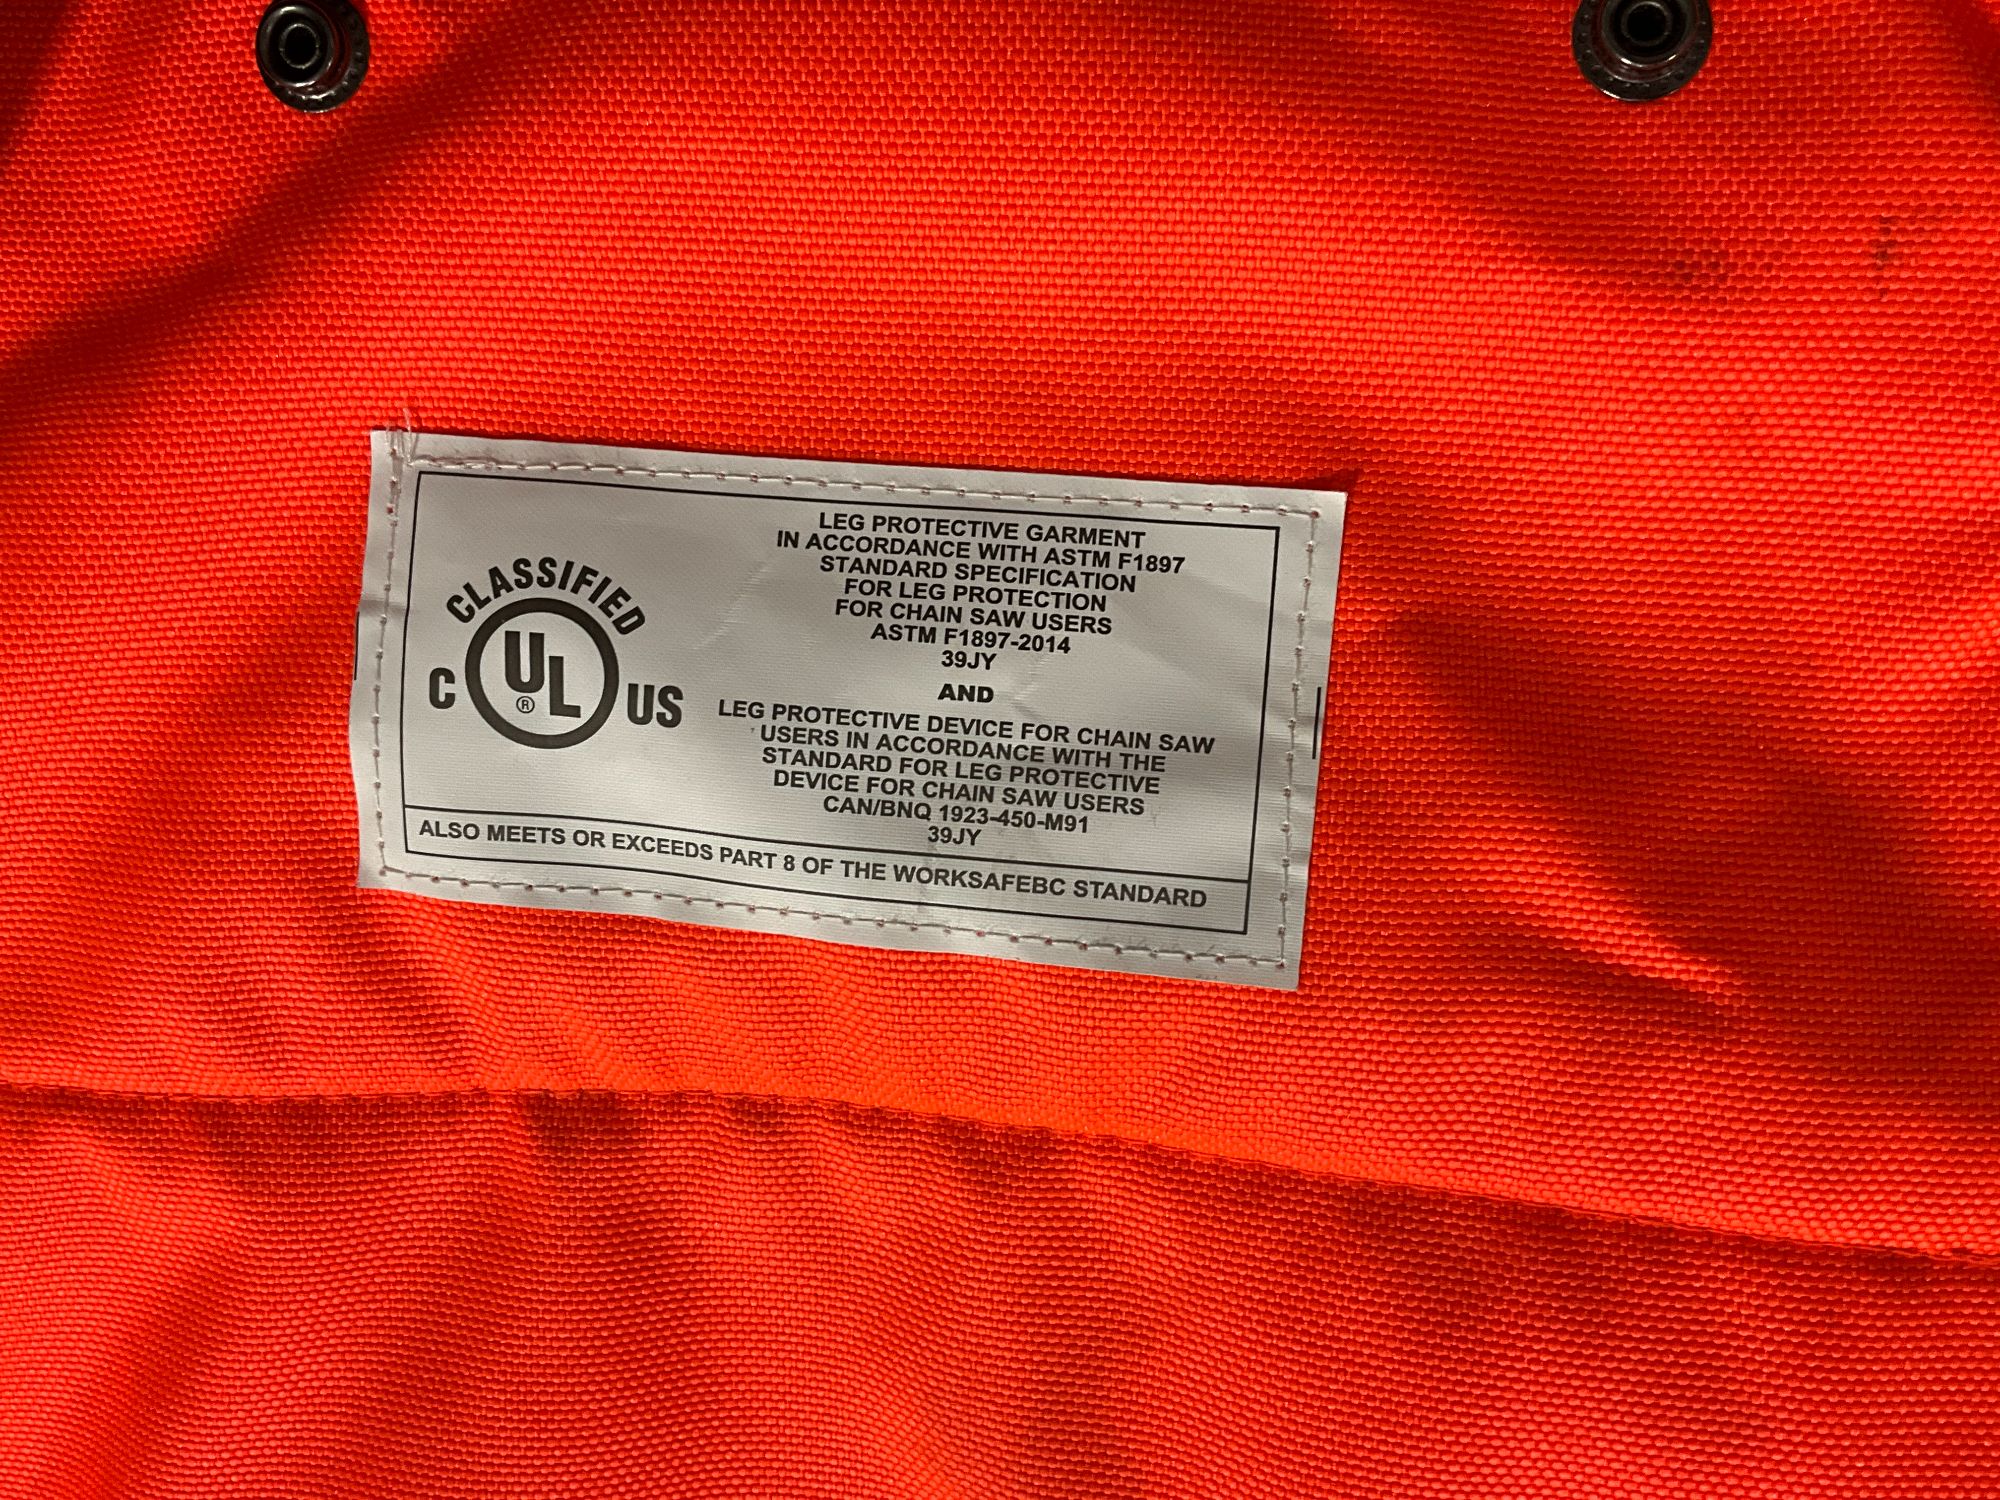 CLASSIFIED
C UL ® US
LEG PROTECTIVE GARMENT
IN ACCORDANCE WITH ASTM F1897
STANDARD SPECIFICATION
FOR LEG PROTECTION
FOR CHAIN SAW USERS
ASTM F1897-2014
39JY
AND
LEG PROTECTIVE DEVICE FOR CHAIN SAW
USERS IN ACCORDANCE WITH THE
STANDARD FOR LEG PROTECTIVE
DEVICE FOR CHAIN SAW USERS
CAN/BNQ 1923-450-M91
39JY
ALSO MEETS OR EXCEEDS PART 8 OF THE WORKSAFEBC STANDARD